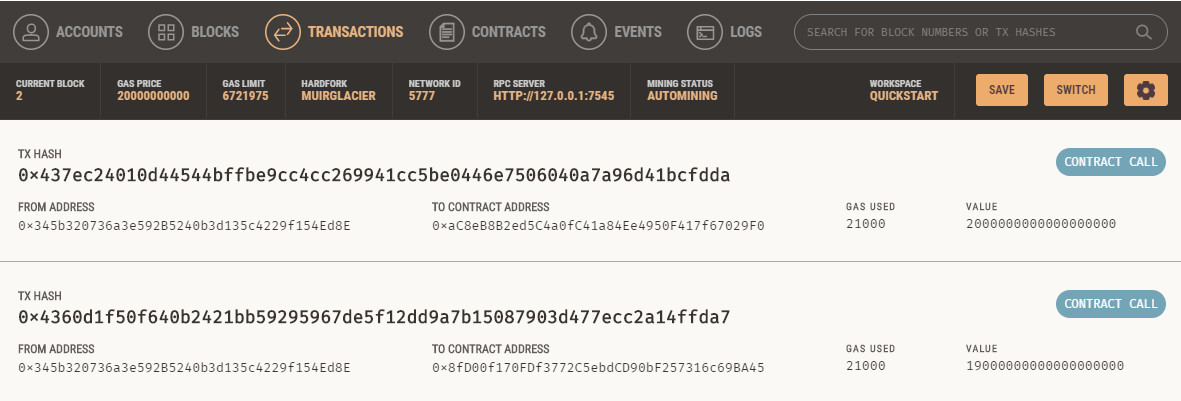 ACCOUNTS BLOCKS TRANSACTIONS CONTRACTS EVENTS LOGS SEARCH FOR BLOCK NUMBERS OR TX HASHES
CURRENT BLOCK GAS PRICE GAS LIMIT HARDFORK NETWORK ID RPC SERVER MINING STATUS WORKSPACE
2 20000000000 6721975 MUIRGLACIER 5777 HTTP://127.0.0.1:7545 AUTOMINING QUICKSTART SAVE SWITCH
TX HASH
0×437ec24010d44544bffbe9cc4cc269941cc5be0446e7506040a7a96d41bcfdda CONTRACT CALL
FROM ADDRESS TO CONTRACT ADDRESS GAS USED VALUE
0×345b320736a3e592B5240b3d135c4229f154Ed8E 0×aC8eB8B2ed5C4a0fC41a84Ee4950F417f67029F0 21000 2000000000000000000
TX HASH
0×4360d1f50f640b2421bb59295967de5f12dd9a7b15087903d477ecc2a14ffda7 CONTRACT CALL
FROM ADDRESS TO CONTRACT ADDRESS GAS USED VALUE
0×345b320736a3e592B5240b3d135c4229f154Ed8E 0×8fD00f170FDf3772C5ebdCD90bF257316c69BA45 21000 19000000000000000000